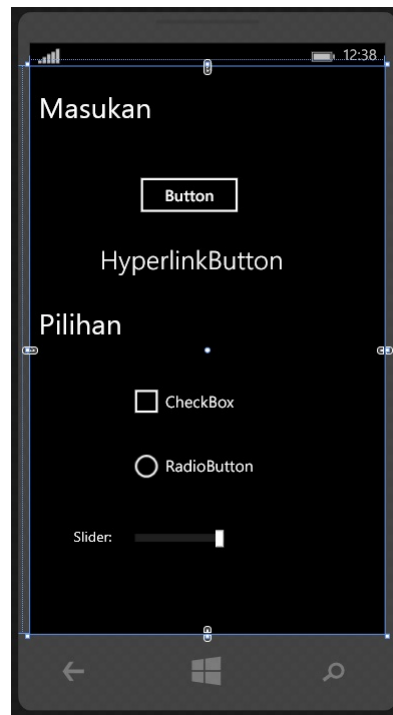 12:38
Masukan
Button
HyperlinkButton
Pilihan
CheckBox
RadioButton
Slider: